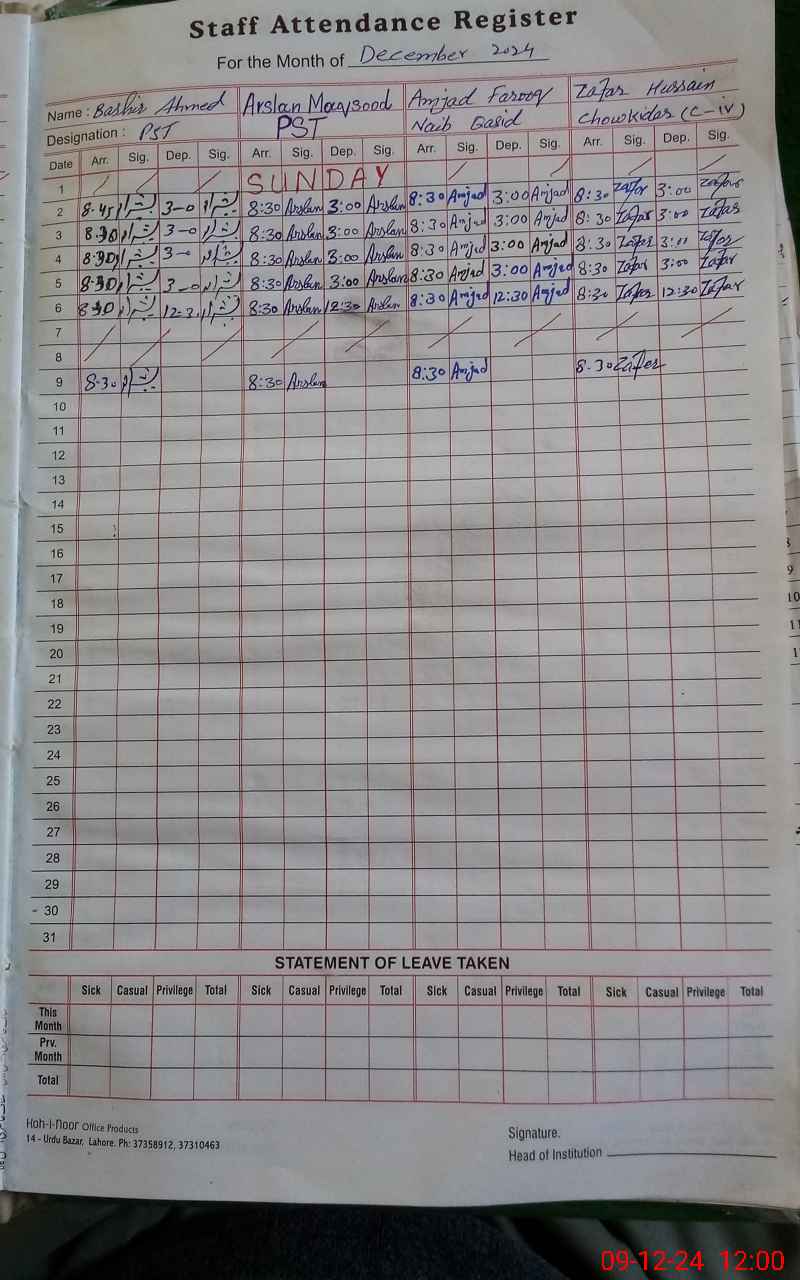 Staff Attendance Register
For the Month of December 2024
Name : Bashir Ahmed Arslan Maqsood Amjad Farooq Zafar Hussain
Designation : PST PST Naib Qasid Chowkidar (C-iv)
Date Arr. Sig. Dep. Sig. Arr. Sig. Dep. Sig. Arr. Sig. Dep. Sig. Arr. Sig. Dep. Sig.
1 SUNDAY
2 8.45 3-0 8:30 Arslan 3:00 Arslan 8:30 Amjad 3:00 Amjad 8:30 Zafar 3:00 Zafar
3 8.30 3-0 8:30 Arslan 3:00 Arslan 8:30 Amjad 3:00 Amjad 8:30 Zafar 3:00 Zafar
4 8.30 3-0 8:30 Arslan 3:00 Arslan 8:30 Amjad 3:00 Amjad 8:30 Zafar 3:00 Zafar
5 8.30 3-0 8:30 Arslan 3:00 Arslan 8:30 Amjad 3:00 Amjad 8:30 Zafar 3:00 Zafar
6 8.30 12.3 8:30 Arslan 12:30 Arslan 8:30 Amjad 12:30 Amjad 8:30 Zafar 12:30 Zafar
7
8
9 8.30 8:30 Arslan 8:30 Amjad 8.30 Zafar
10
11
12
13
14
15
16
17
18
19
20
21
22
23
24
25
26
27
28
29
30
31
STATEMENT OF LEAVE TAKEN
Sick Casual Privilege Total Sick Casual Privilege Total Sick Casual Privilege Total Sick Casual Privilege Total
This Month
Prv. Month
Total
Hoh-i-noor Office Products
14 - Urdu Bazar, Lahore. Ph: 37358912, 37310463
Signature.
Head of Institution
09-12-24 12:00